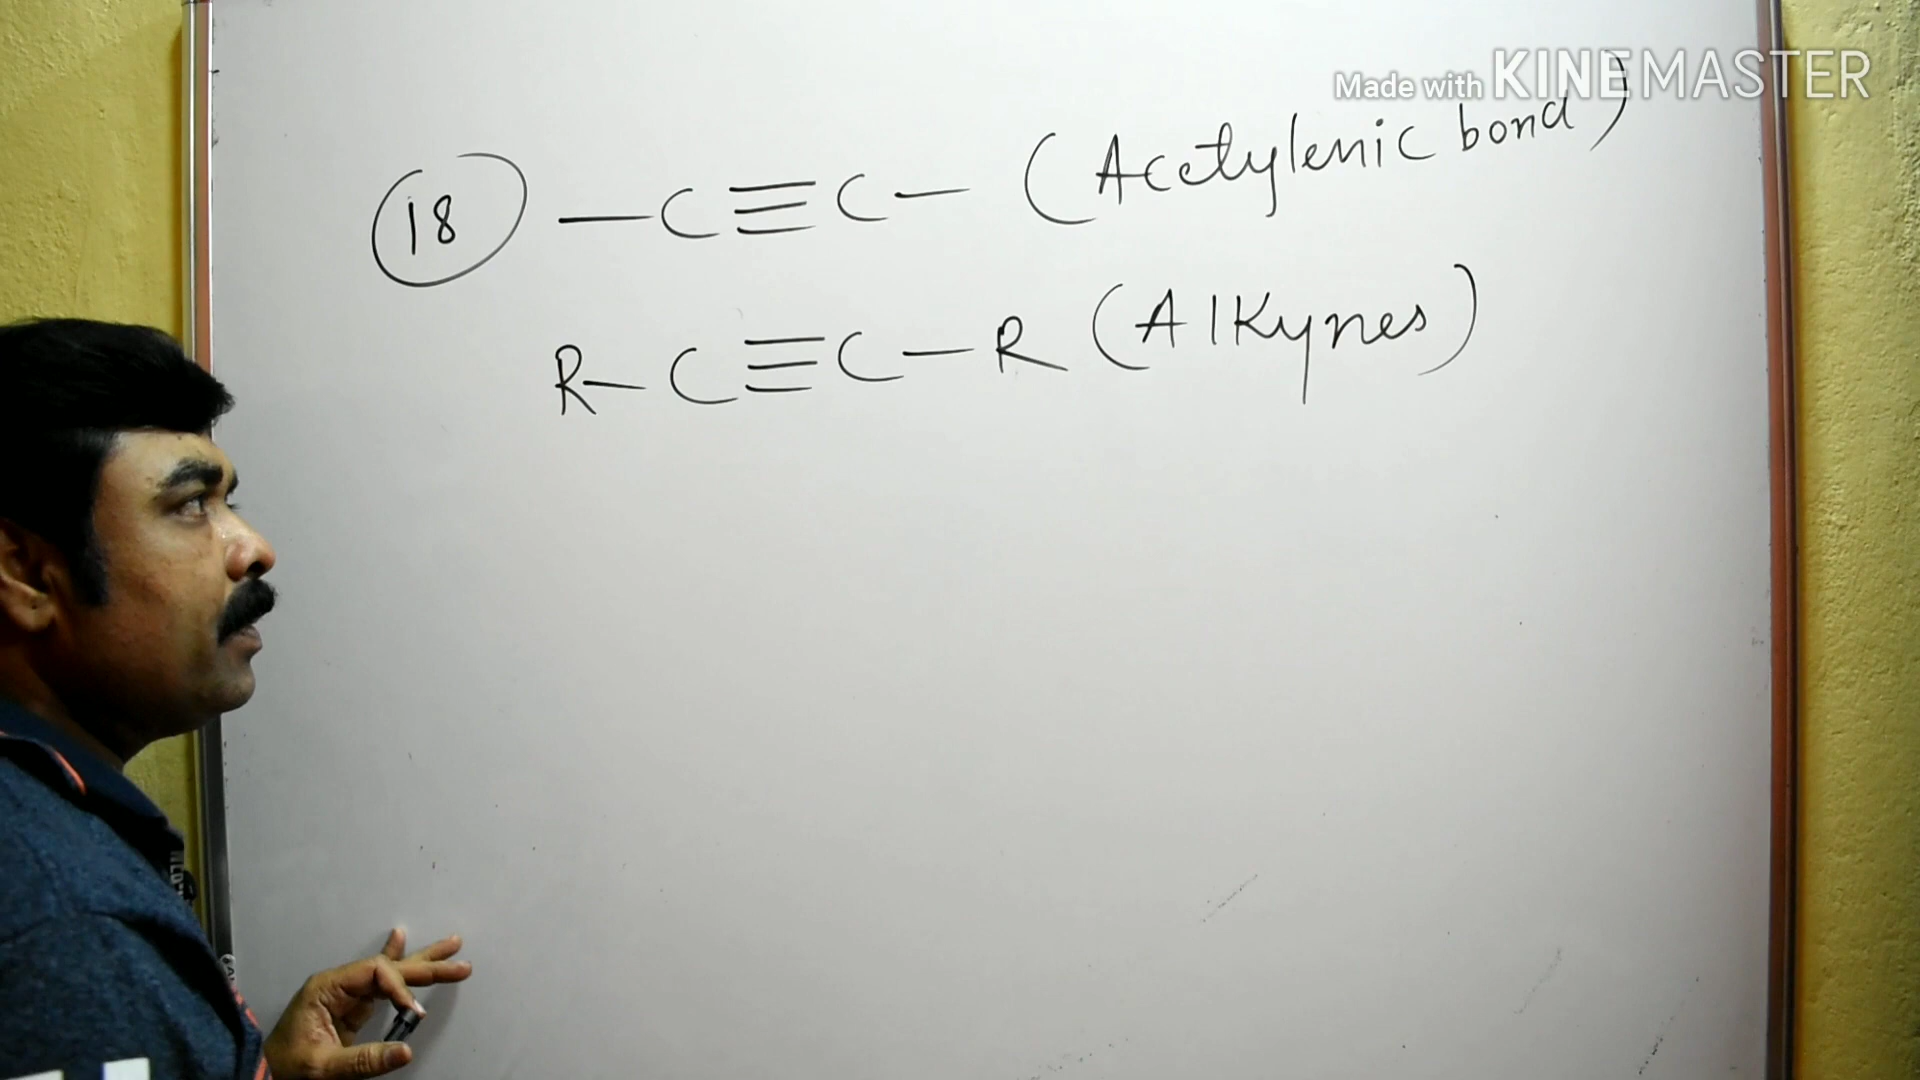 Made with KINEMASTER
18 —C≡C— (Acetylenic bond)
R—C≡C—R (Alkynes)